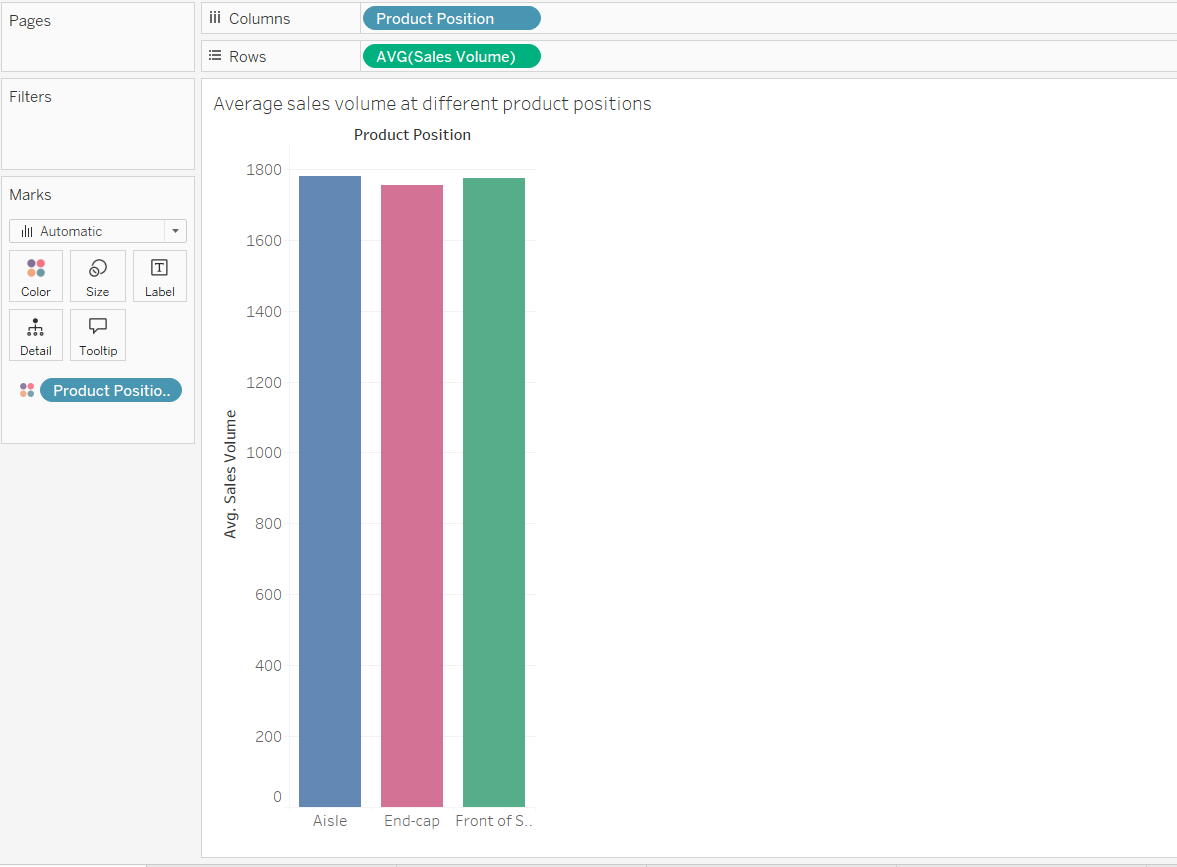 Pages
Columns
Product Position
Rows
AVG(Sales Volume)
Filters
Marks
Automatic
Color
Size
Label
Detail
Tooltip
Product Positio..
Average sales volume at different product positions
Product Position
1800
1600
1400
1200
1000
800
600
400
200
0
Avg. Sales Volume
Aisle
End-cap
Front of S..